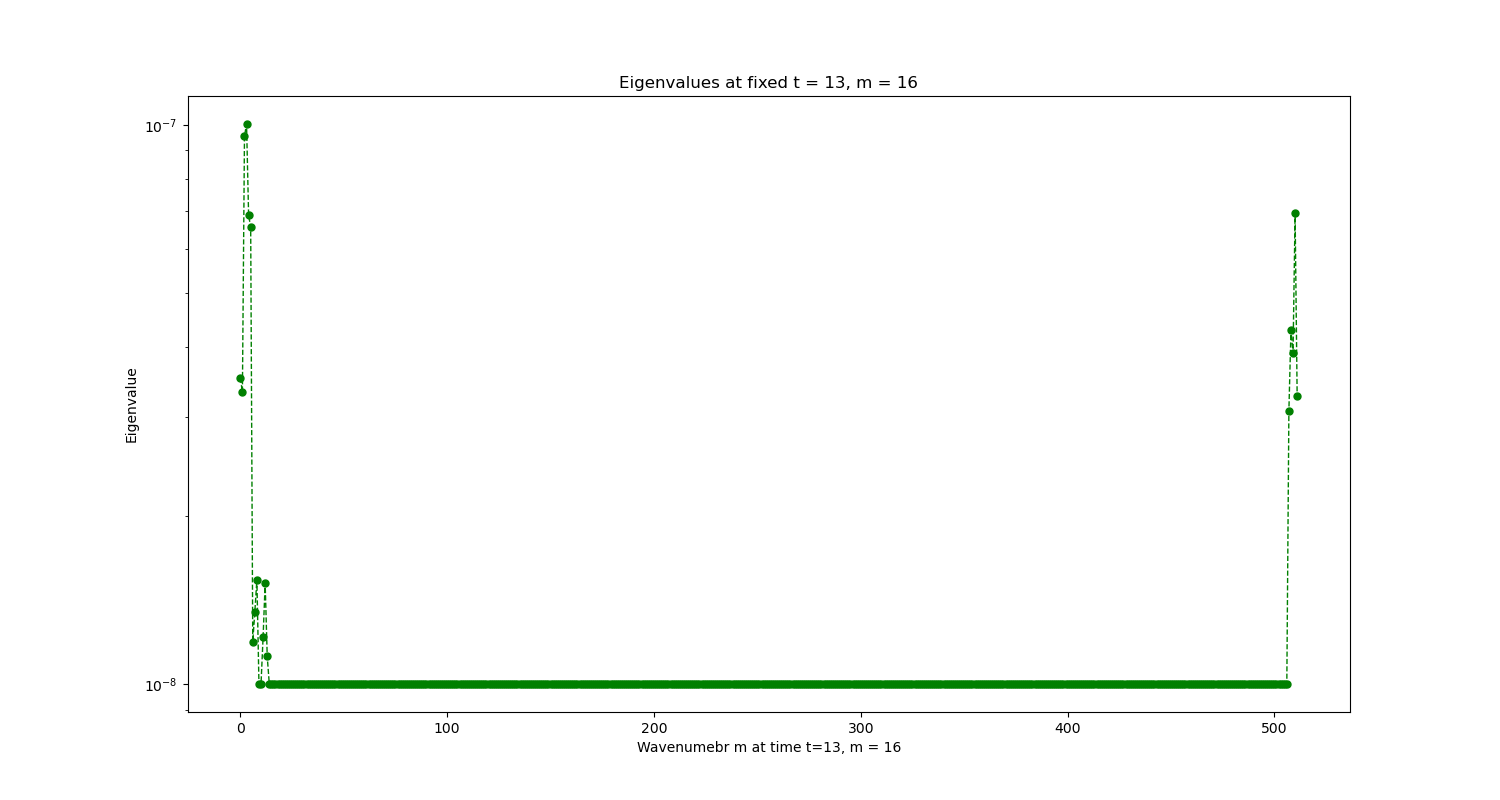 Eigenvalues at fixed t = 13, m = 16
10⁻⁷
Eigenvalue
10⁻⁸
0 100 200 300 400 500
Wavenumebr m at time t=13, m = 16